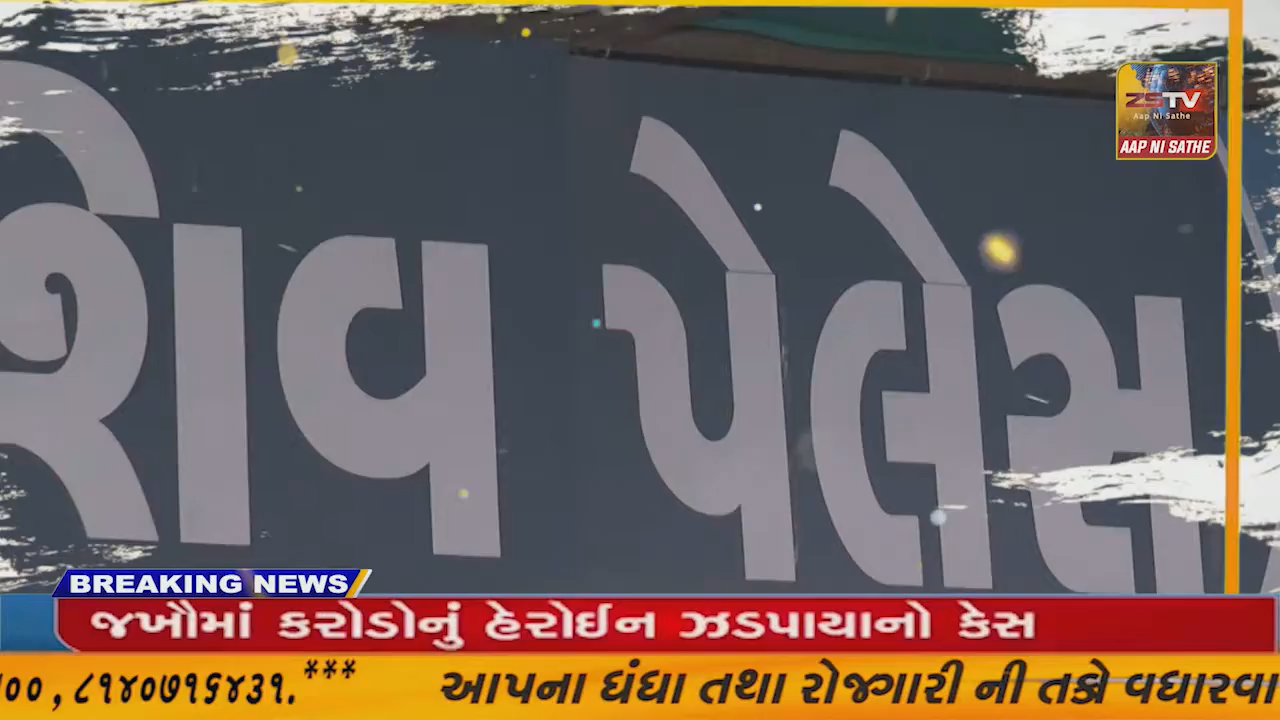 ZSTV
Aap Ni Sathe
AAP NI SATHE
શિવ પેલેસ
BREAKING NEWS
જખૌમાં કરોડોનું હેરોઈન ઝડપાયાનો કેસ
૦૦,૮૧૪૦૭૧૬૪૩૧.*** આપના ધંધા તથા રોજગારી ની તકો વધારવા